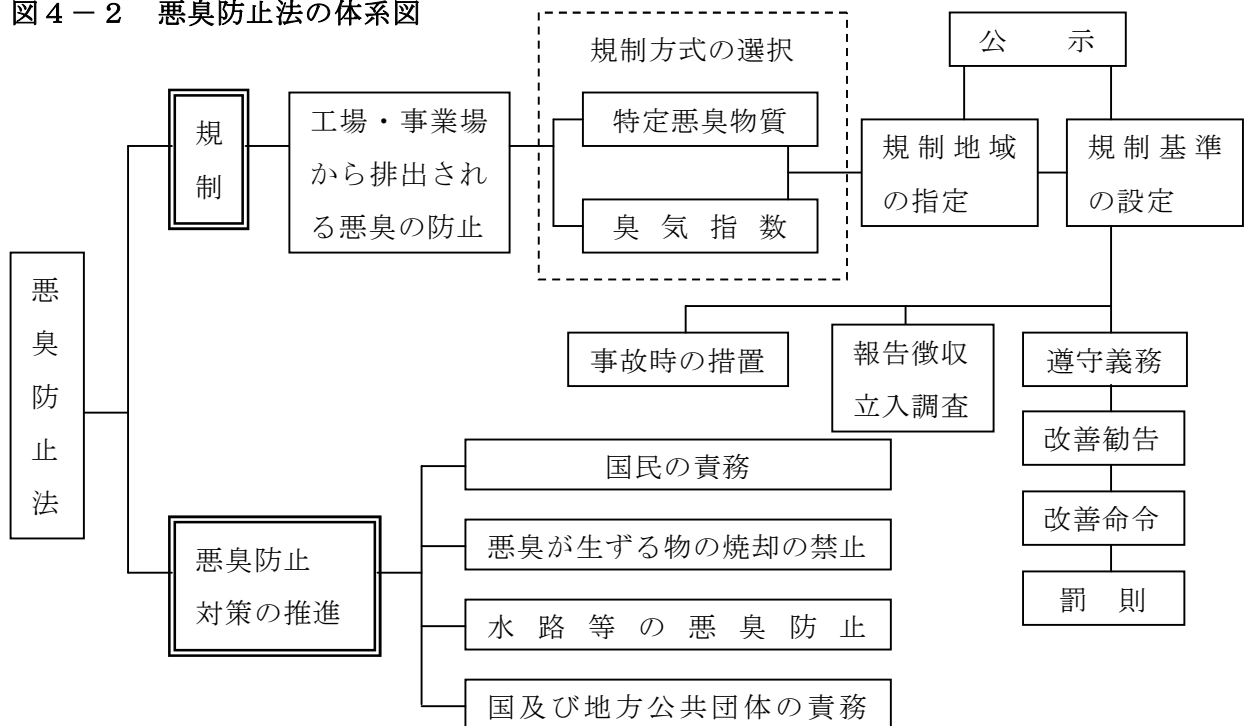 図4-2 悪臭防止法の体系図
規制方式の選択
公示
規
制
工場・事業場
から排出され
る悪臭の防止
特定悪臭物質
臭気指数
規制地域
の指定
規制基準
の設定
悪
臭
防
止
法
事故時の措置
報告徴収
立入調査
遵守義務
改善勧告
改善命令
罰則
悪臭防止
対策の推進
国民の責務
悪臭が生ずる物の焼却の禁止
水路等の悪臭防止
国及び地方公共団体の責務